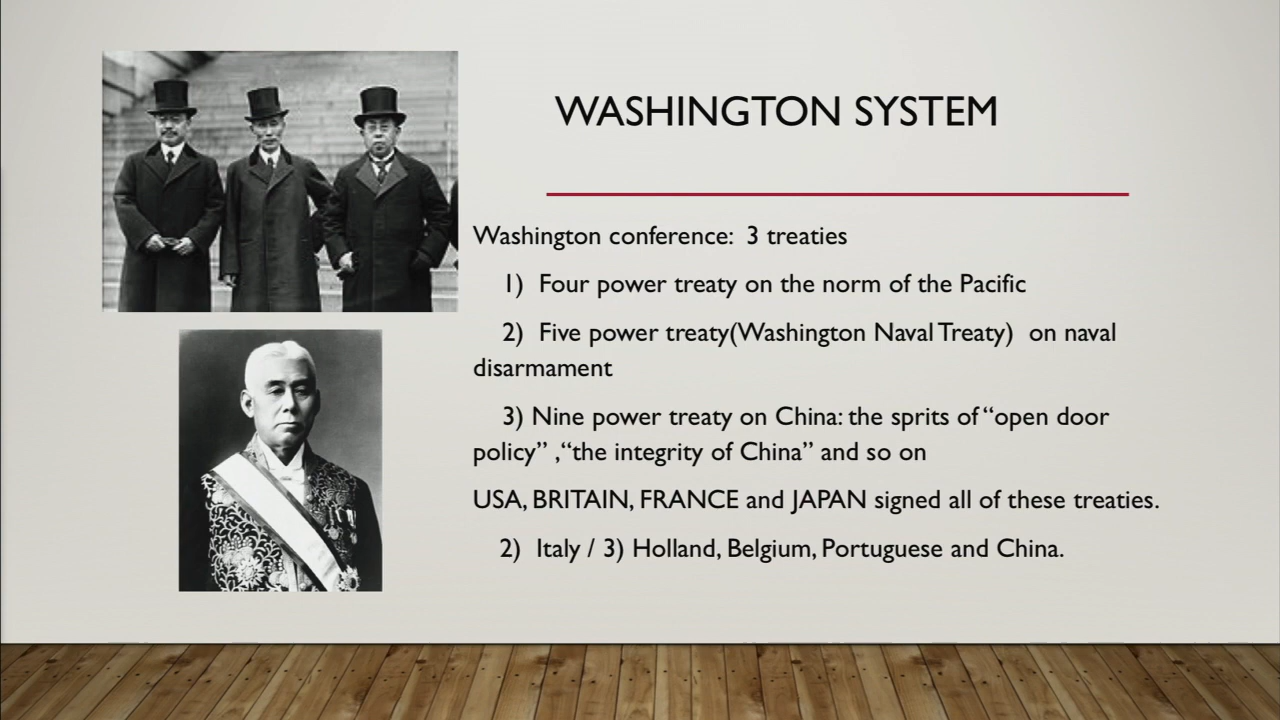 WASHINGTON SYSTEM
Washington conference: 3 treaties
1) Four power treaty on the norm of the Pacific
2) Five power treaty(Washington Naval Treaty) on naval
disarmament
3) Nine power treaty on China: the sprits of “open door
policy” ,“the integrity of China” and so on
USA, BRITAIN, FRANCE and JAPAN signed all of these treaties.
2) Italy / 3) Holland, Belgium, Portuguese and China.